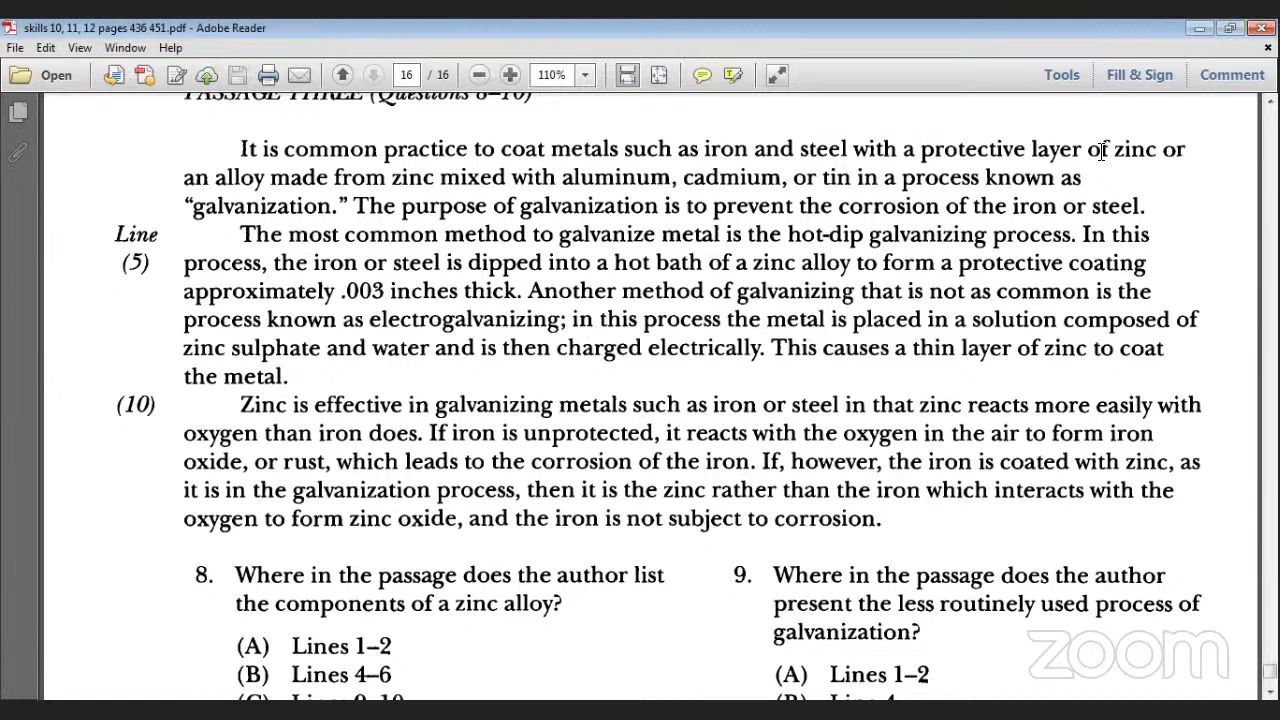 skills 10, 11, 12 pages 436 451.pdf - Adobe Reader
File Edit View Window Help
Open 16 / 16 110% Tools Fill & Sign Comment
PASSAGE THREE (Questions 8–10)
It is common practice to coat metals such as iron and steel with a protective layer of zinc or
an alloy made from zinc mixed with aluminum, cadmium, or tin in a process known as
“galvanization.” The purpose of galvanization is to prevent the corrosion of the iron or steel.
Line The most common method to galvanize metal is the hot-dip galvanizing process. In this
(5) process, the iron or steel is dipped into a hot bath of a zinc alloy to form a protective coating
approximately .003 inches thick. Another method of galvanizing that is not as common is the
process known as electrogalvanizing; in this process the metal is placed in a solution composed of
zinc sulphate and water and is then charged electrically. This causes a thin layer of zinc to coat
the metal.
(10) Zinc is effective in galvanizing metals such as iron or steel in that zinc reacts more easily with
oxygen than iron does. If iron is unprotected, it reacts with the oxygen in the air to form iron
oxide, or rust, which leads to the corrosion of the iron. If, however, the iron is coated with zinc, as
it is in the galvanization process, then it is the zinc rather than the iron which interacts with the
oxygen to form zinc oxide, and the iron is not subject to corrosion.
8. Where in the passage does the author list
the components of a zinc alloy?
(A) Lines 1–2
(B) Lines 4–6
(C) Lines 9–10
9. Where in the passage does the author
present the less routinely used process of
galvanization?
(A) Lines 1–2
(B) Line 4
zoom